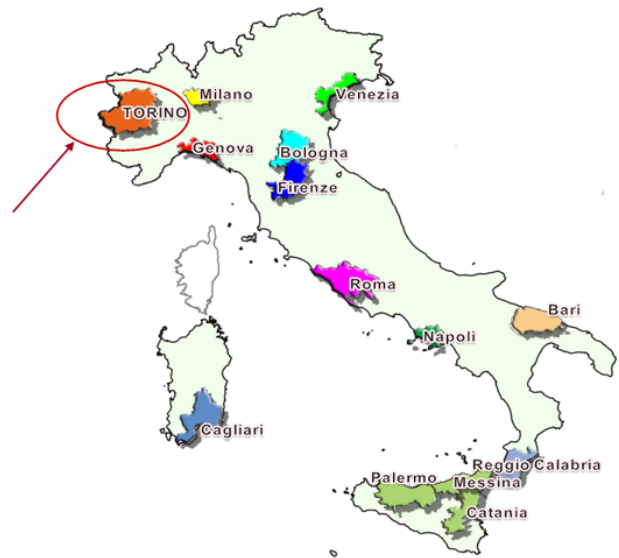 Milano
Venezia
TORINO
Genova
Bologna
Firenze
Roma
Bari
Napoli
Cagliari
Reggio Calabria
Palermo
Messina
Catania